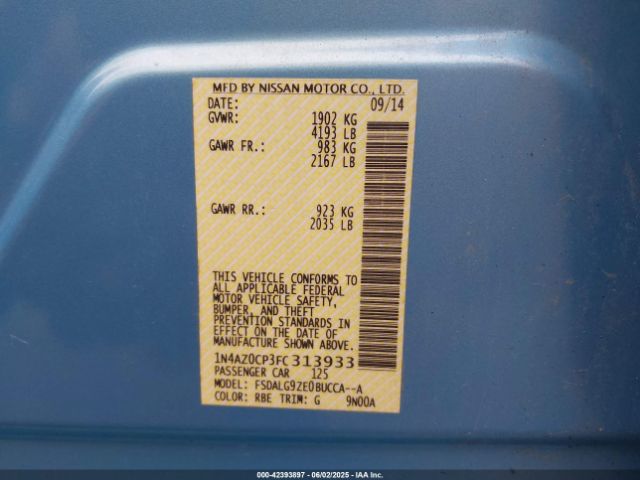 MFD BY NISSAN MOTOR CO., LTD.
DATE: 09/14
GVWR: 1902 KG
4193 LB
GAWR FR.: 983 KG
2167 LB
GAWR RR.: 923 KG
2035 LB
THIS VEHICLE CONFORMS TO
ALL APPLICABLE FEDERAL
MOTOR VEHICLE SAFETY,
BUMPER, AND THEFT
PREVENTION STANDARDS IN
EFFECT ON THE DATE OF
MANUFACTURE SHOWN ABOVE.
1N4AZ0CP3FC313933
PASSENGER CAR 125
MODEL: FSDALG9ZE0BUCCA--A
COLOR: RBE TRIM: G 9N00A
000-42393897 - 06/02/2025 - IAA Inc.